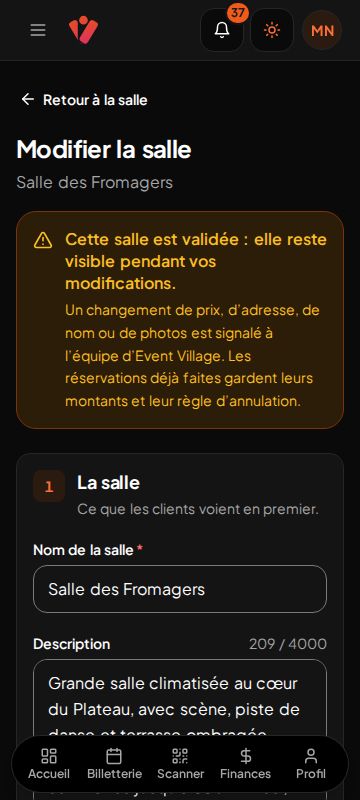 37
MN
Retour à la salle
Modifier la salle
Salle des Fromagers
Cette salle est validée : elle reste
visible pendant vos
modifications.
Un changement de prix, d’adresse, de
nom ou de photos est signalé à
l’équipe d’Event Village. Les
réservations déjà faites gardent leurs
montants et leur règle d’annulation.
1
La salle
Ce que les clients voient en premier.
Nom de la salle *
Salle des Fromagers
Description
209 / 4000
Grande salle climatisée au cœur
du Plateau, avec scène, piste de
danse et terrasse ombragée.
Accueil
Billetterie
Scanner
Finances
Profil